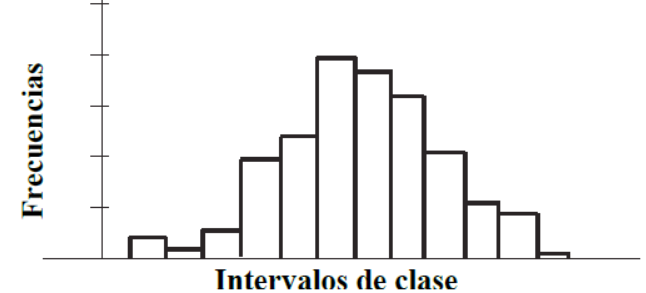 Frecuencias
Intervalos de clase